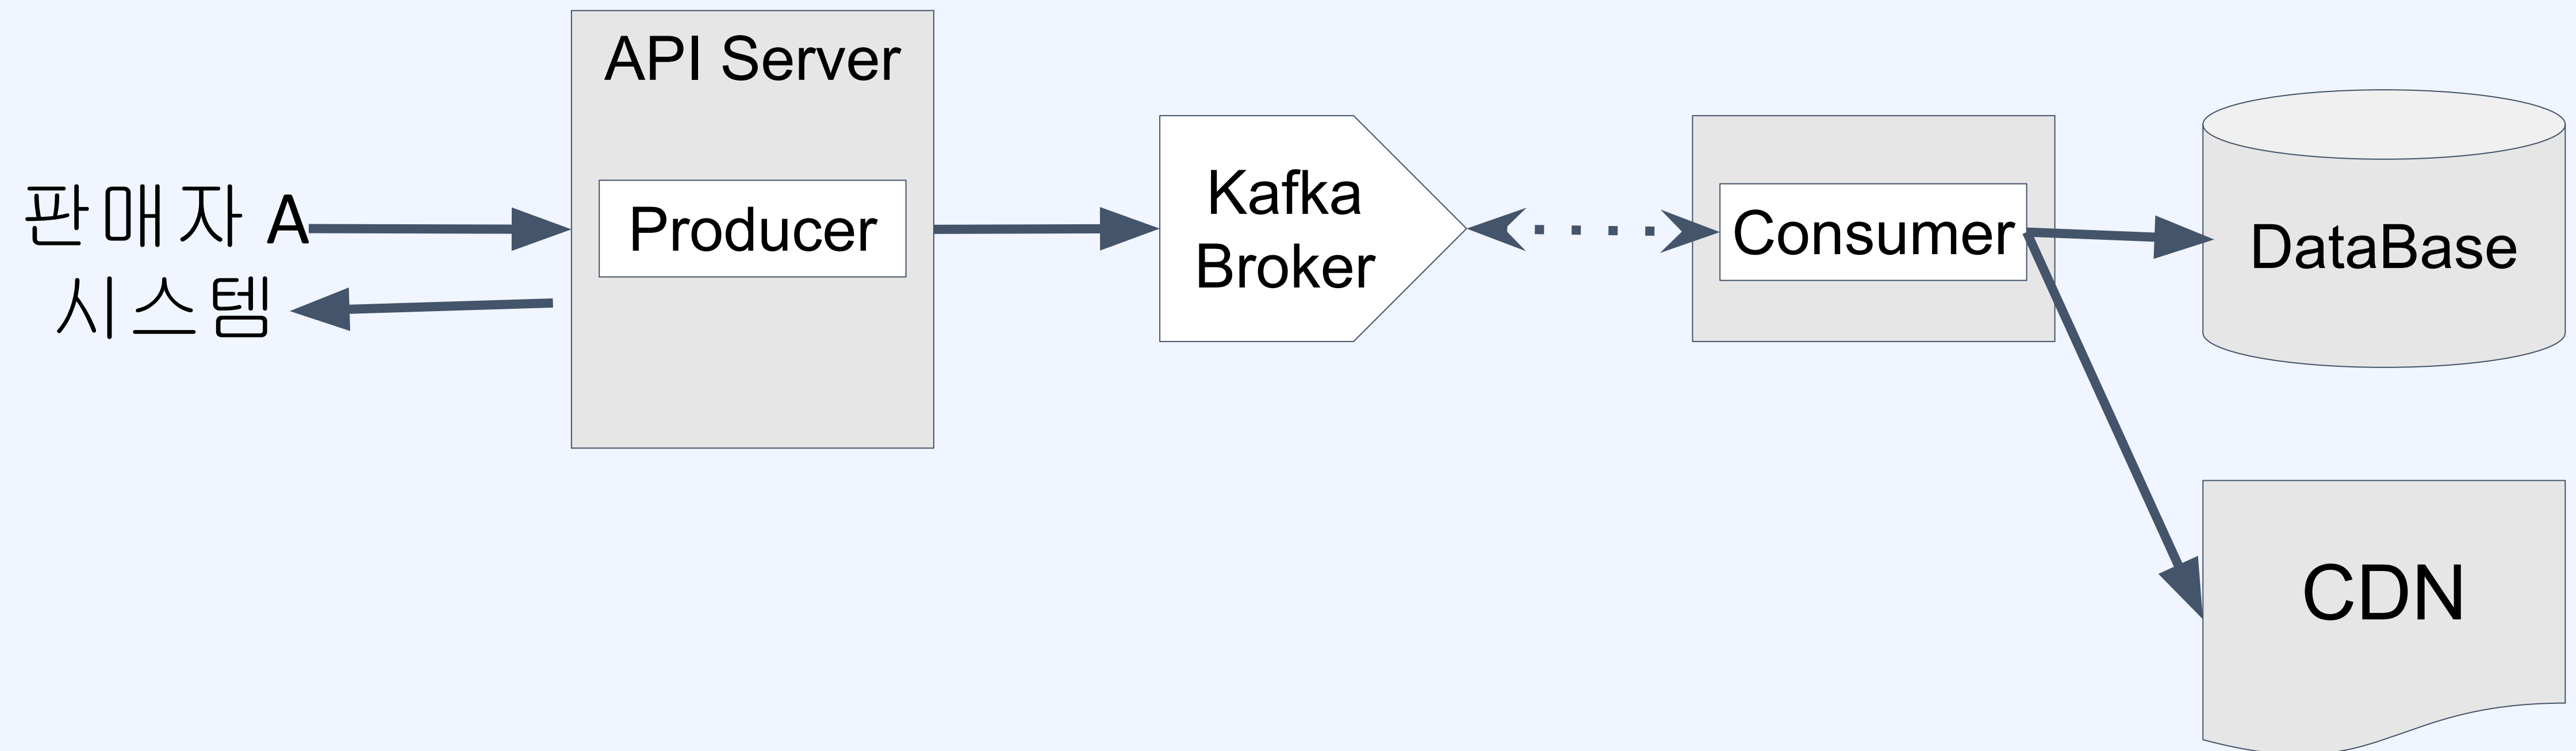 API Server
판매자 A
시스템
Producer
Kafka
Broker
Consumer
DataBase
CDN